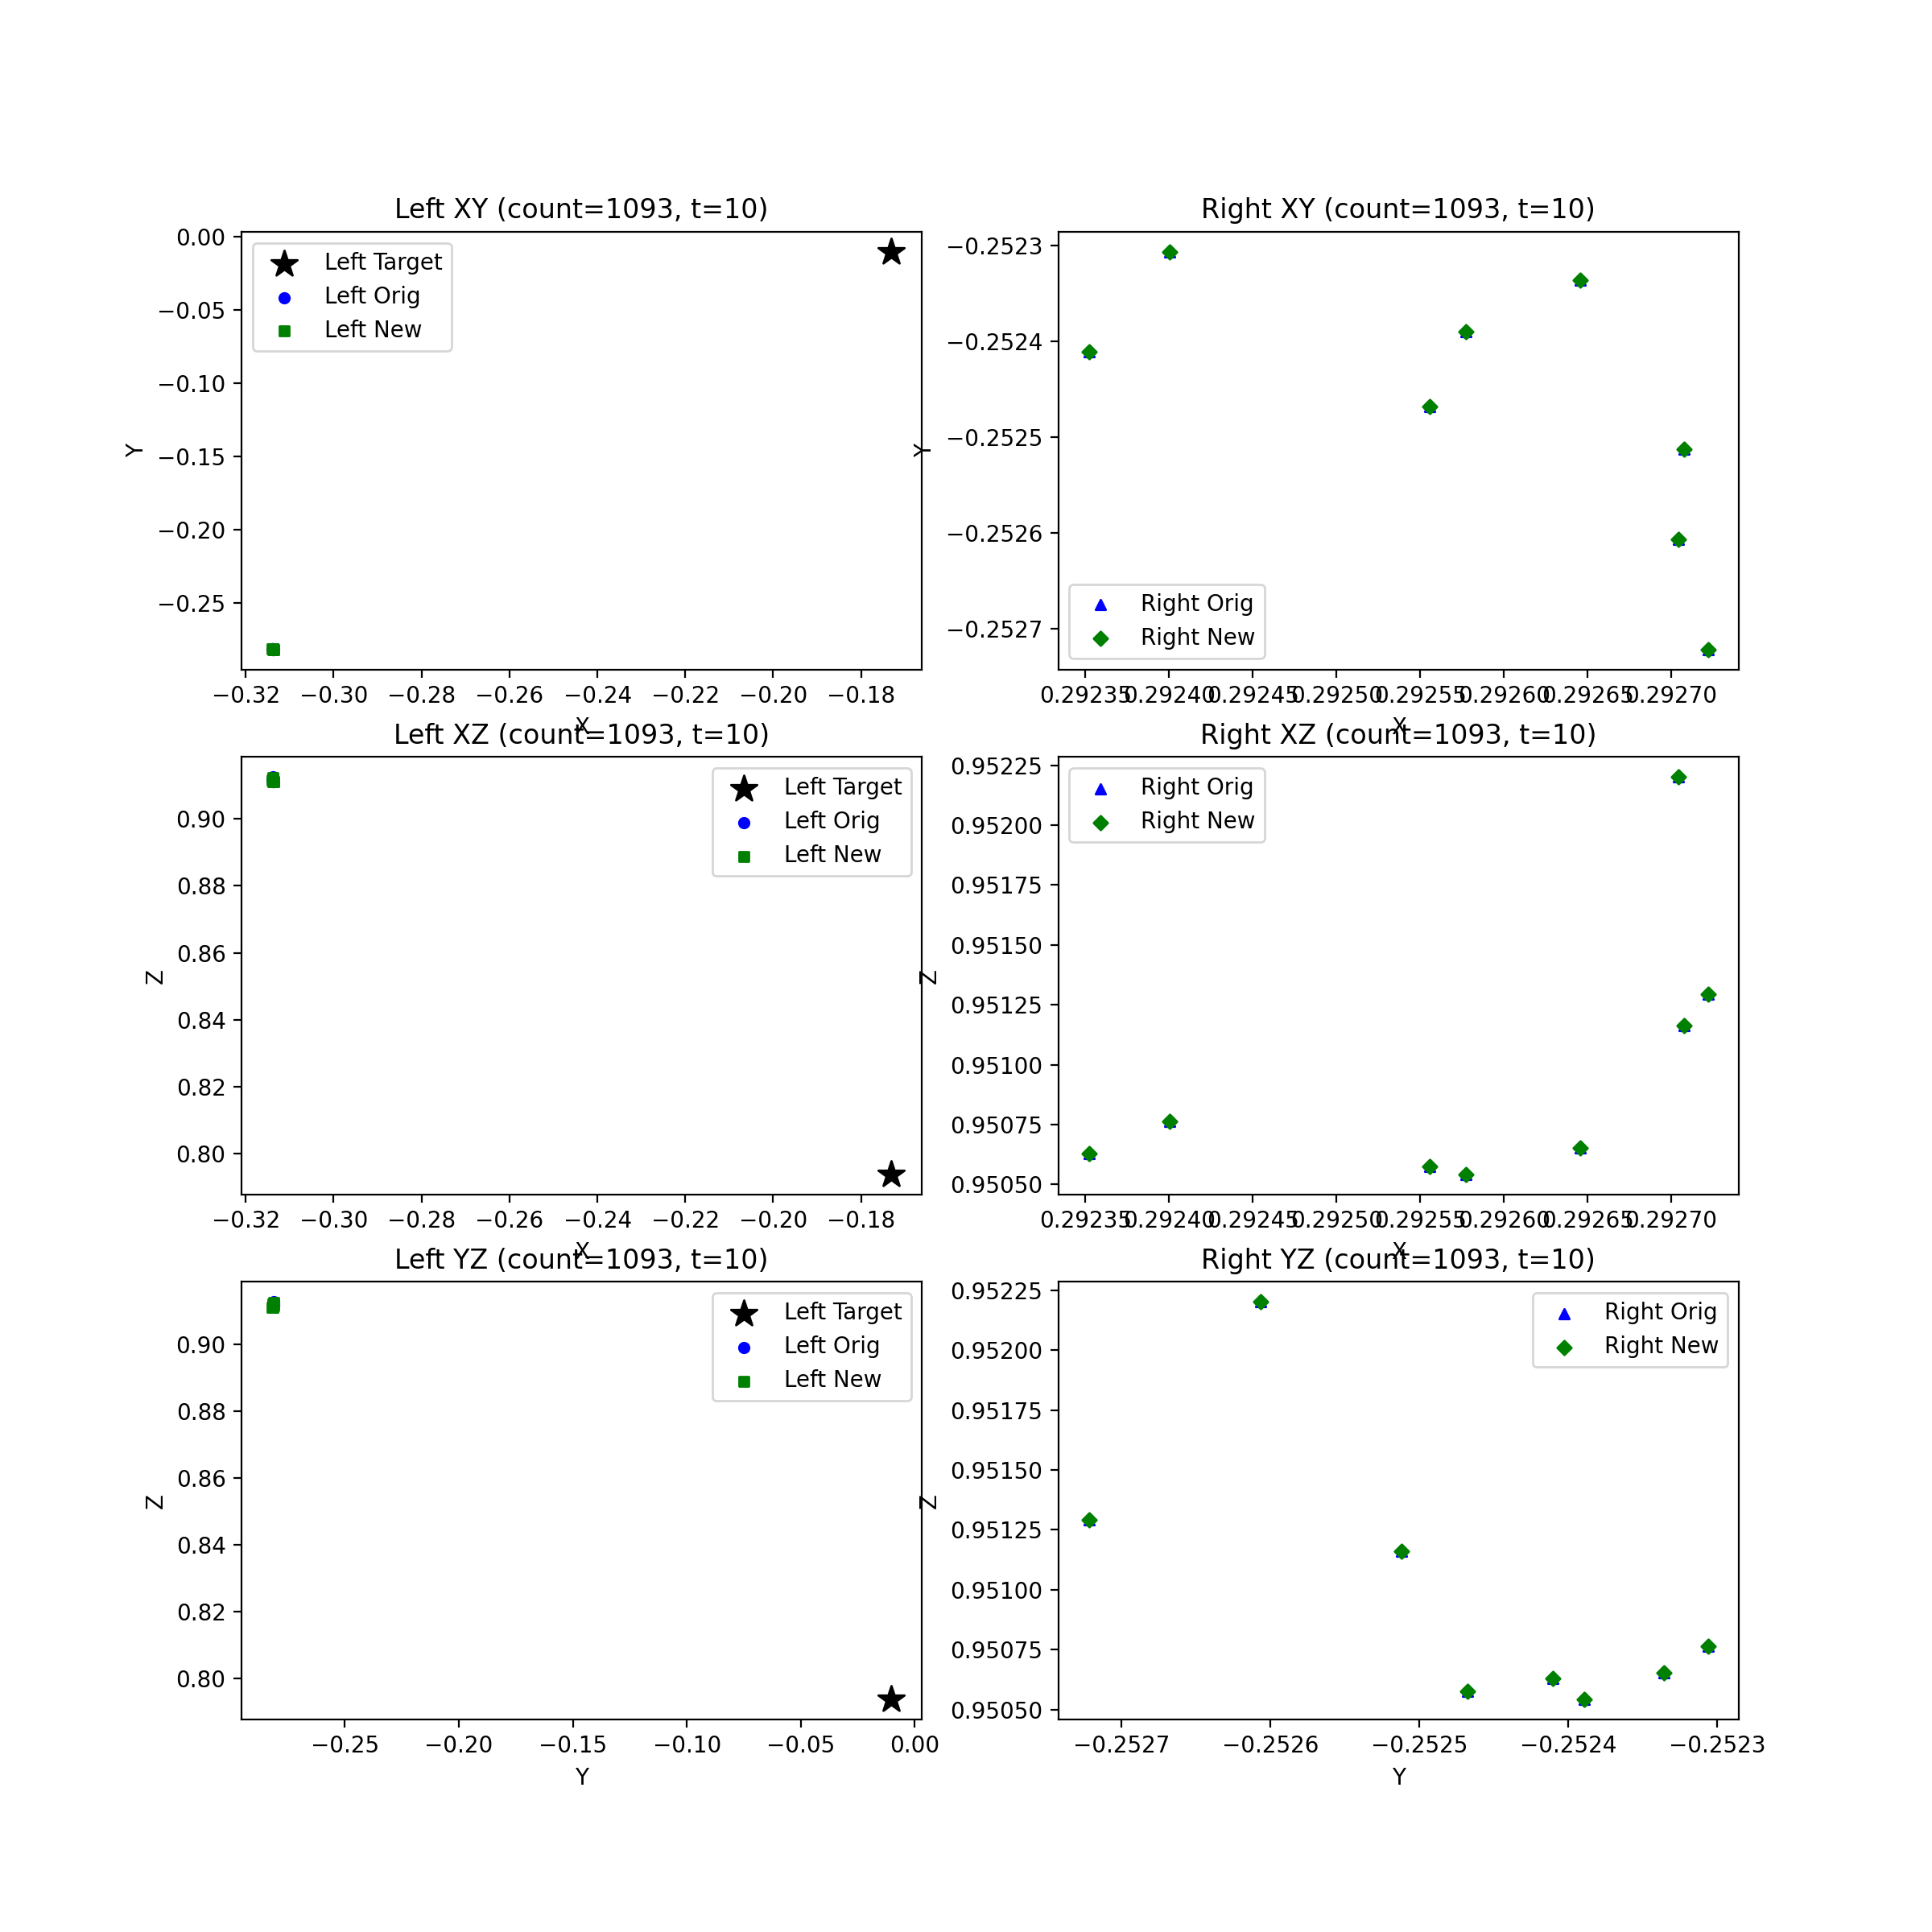 Left XY (count=1093, t=10)
0.00
−0.05
−0.10
−0.15
−0.20
−0.25
Y
Left Target
Left Orig
Left New
−0.32 −0.30 −0.28 −0.26 −0.24 −0.22 −0.20 −0.18
X
Right XY (count=1093, t=10)
−0.2523
−0.2524
−0.2525
−0.2526
−0.2527
Y
Right Orig
Right New
0.29235 0.29240 0.29245 0.29250 0.29255 0.29260 0.29265 0.29270
X
Left XZ (count=1093, t=10)
0.90
0.88
0.86
0.84
0.82
0.80
Z
Left Target
Left Orig
Left New
−0.32 −0.30 −0.28 −0.26 −0.24 −0.22 −0.20 −0.18
X
Right XZ (count=1093, t=10)
0.95225
0.95200
0.95175
0.95150
0.95125
0.95100
0.95075
0.95050
Z
Right Orig
Right New
0.29235 0.29240 0.29245 0.29250 0.29255 0.29260 0.29265 0.29270
X
Left YZ (count=1093, t=10)
0.90
0.88
0.86
0.84
0.82
0.80
Z
Left Target
Left Orig
Left New
−0.25 −0.20 −0.15 −0.10 −0.05 0.00
Y
Right YZ (count=1093, t=10)
0.95225
0.95200
0.95175
0.95150
0.95125
0.95100
0.95075
0.95050
Z
Right Orig
Right New
−0.2527 −0.2526 −0.2525 −0.2524 −0.2523
Y